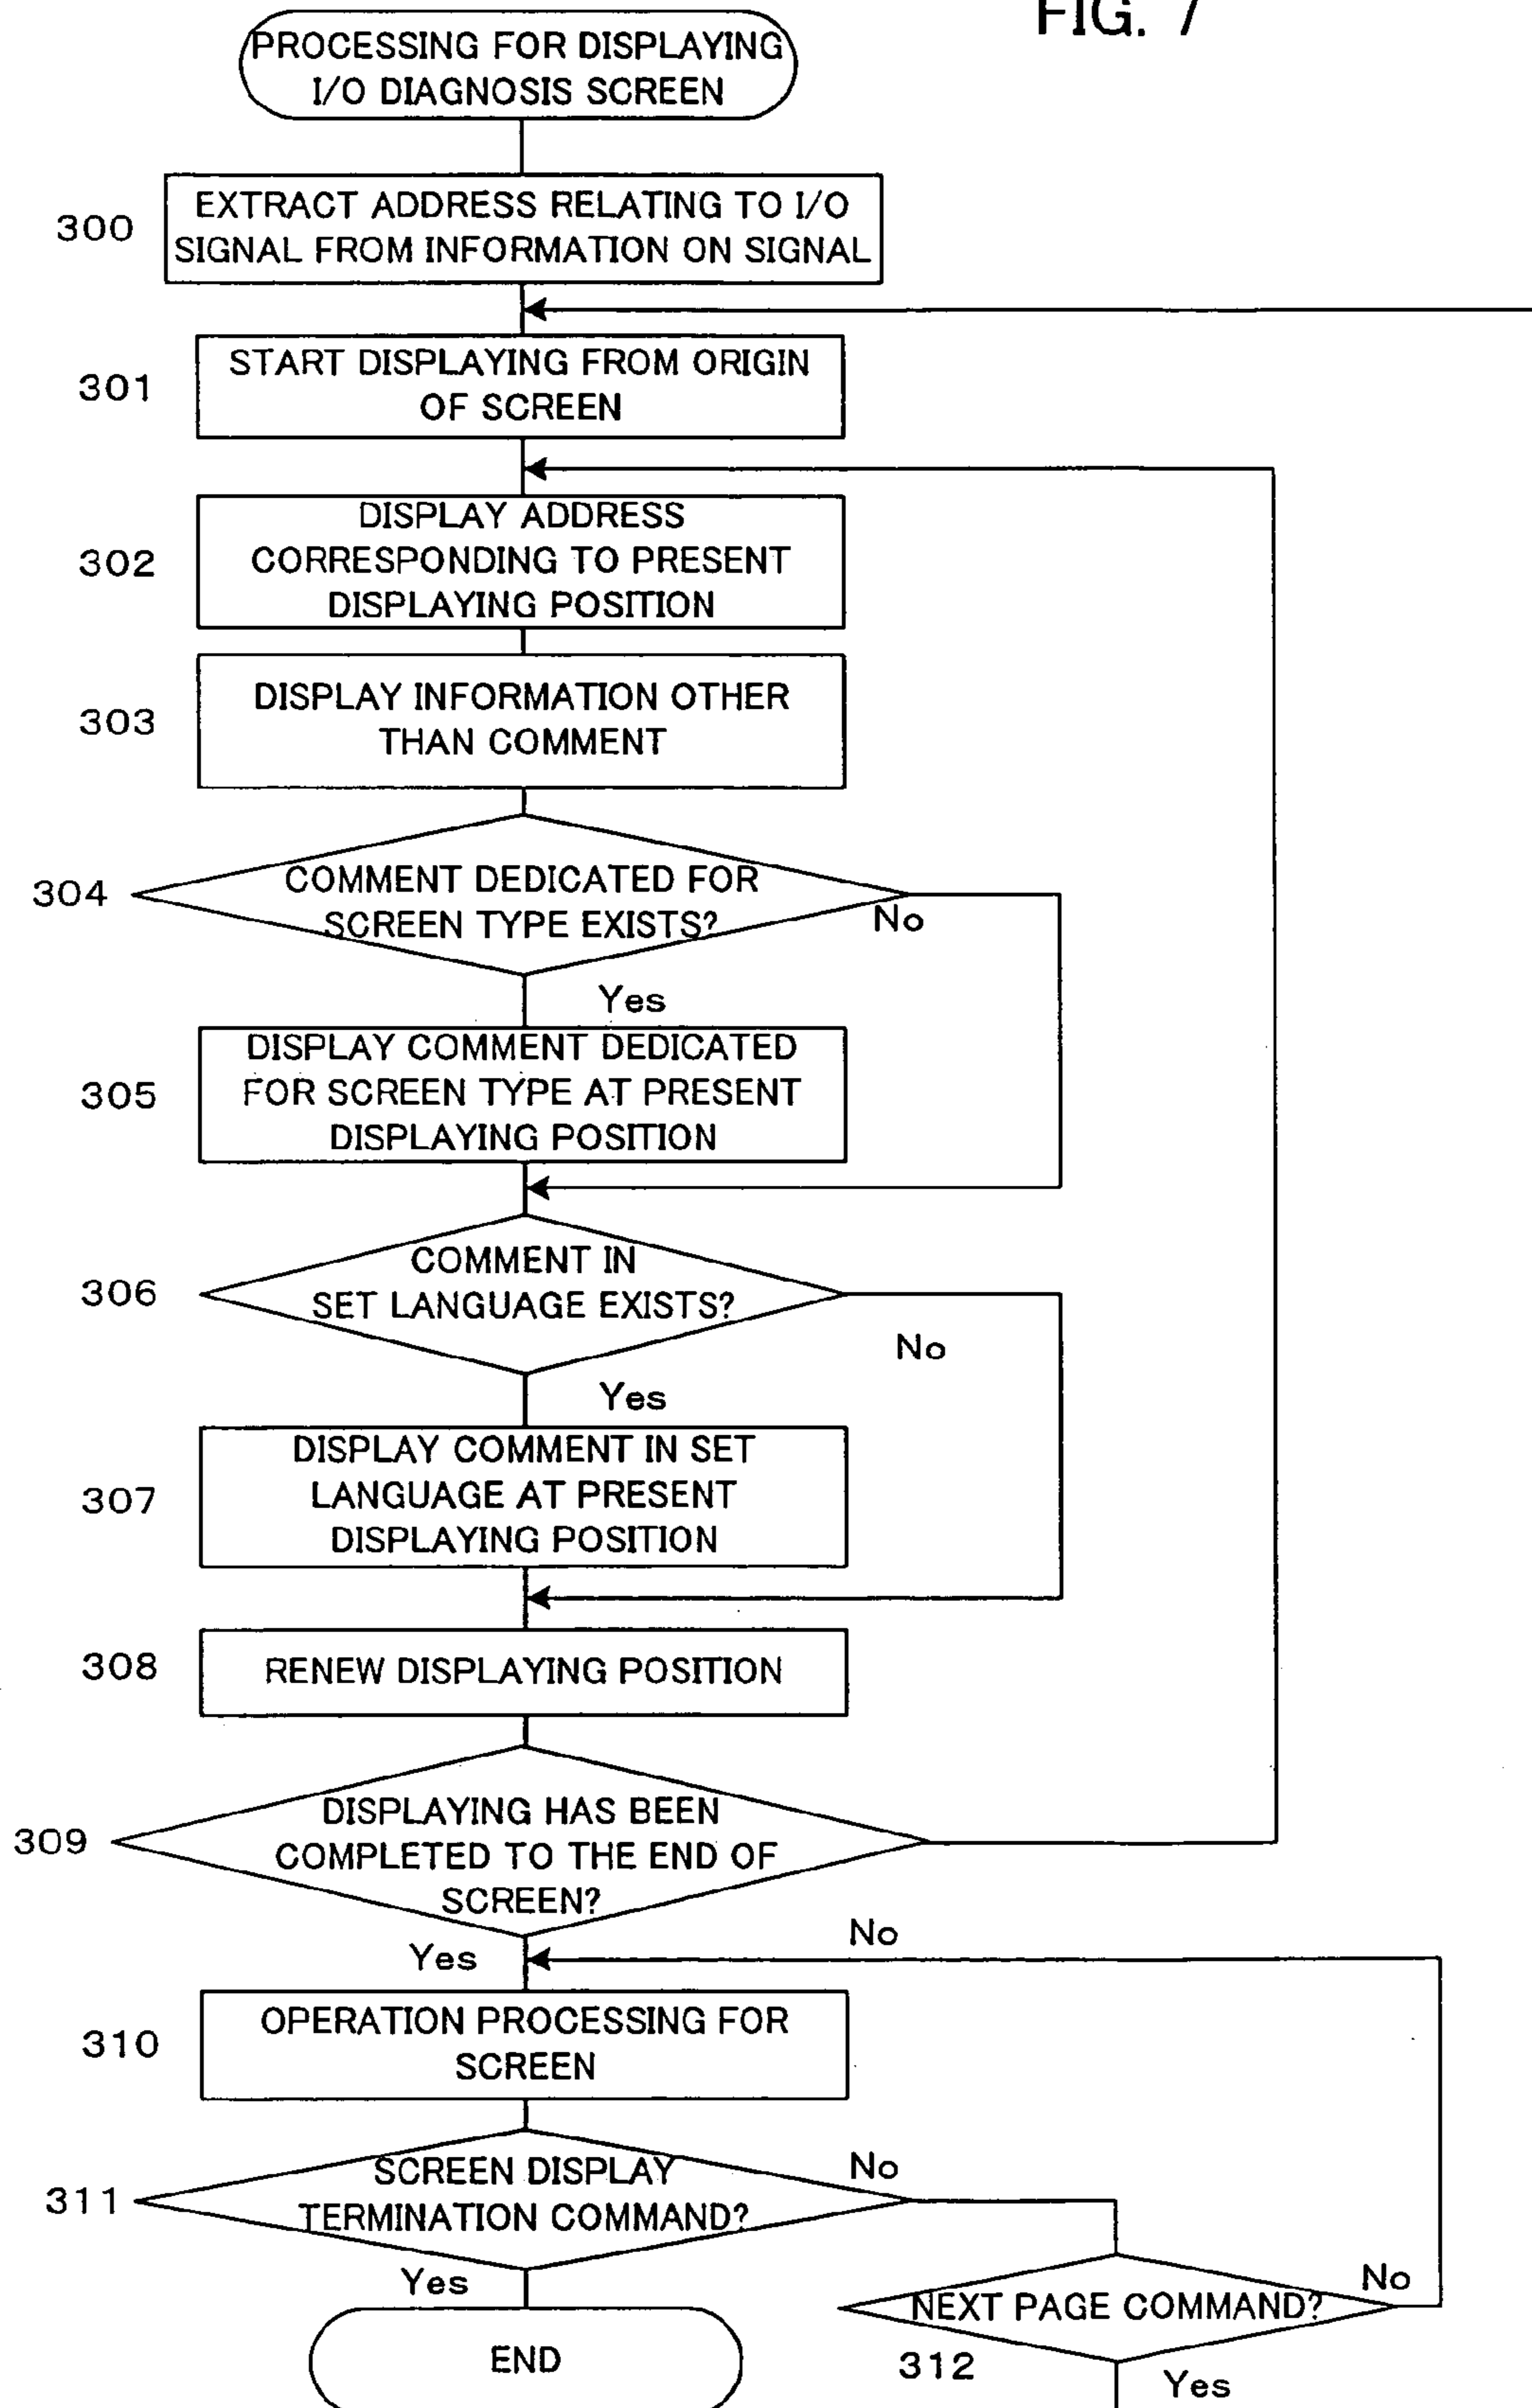 FIG. 7
PROCESSING FOR DISPLAYING
I/O DIAGNOSIS SCREEN
300
EXTRACT ADDRESS RELATING TO I/O
SIGNAL FROM INFORMATION ON SIGNAL
301
START DISPLAYING FROM ORIGIN
OF SCREEN
302
DISPLAY ADDRESS
CORRESPONDING TO PRESENT
DISPLAYING POSITION
303
DISPLAY INFORMATION OTHER
THAN COMMENT
304
COMMENT DEDICATED FOR
SCREEN TYPE EXISTS?
No
Yes
305
DISPLAY COMMENT DEDICATED
FOR SCREEN TYPE AT PRESENT
DISPLAYING POSITION
306
COMMENT IN
SET LANGUAGE EXISTS?
No
Yes
307
DISPLAY COMMENT IN SET
LANGUAGE AT PRESENT
DISPLAYING POSITION
308
RENEW DISPLAYING POSITION
309
DISPLAYING HAS BEEN
COMPLETED TO THE END OF
SCREEN?
No
Yes
310
OPERATION PROCESSING FOR
SCREEN
311
SCREEN DISPLAY
TERMINATION COMMAND?
No
Yes
NEXT PAGE COMMAND?
No
312
Yes
END